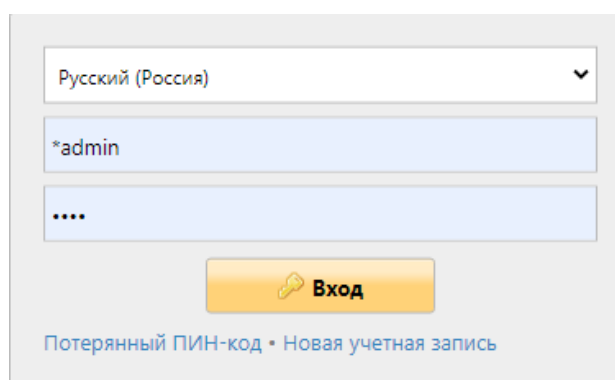 Русский (Россия)
*admin
••••
Вход
Потерянный ПИН-код • Новая учетная запись